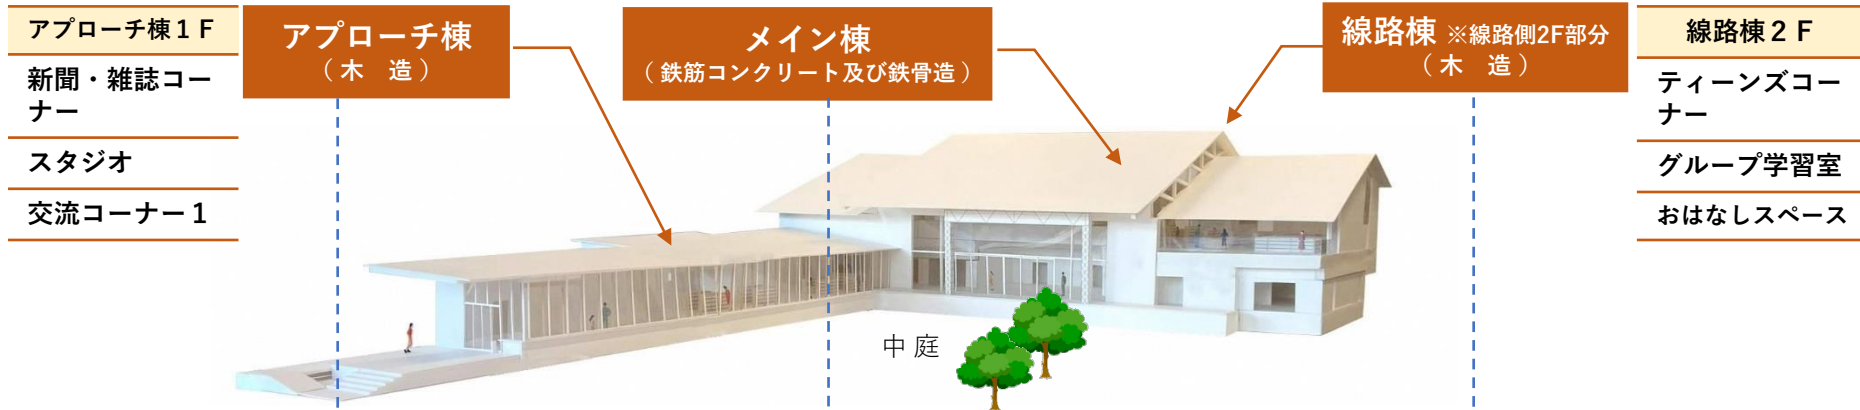 アプローチ棟１Ｆ
新聞・雑誌コー
ナー
スタジオ
交流コーナー１
アプローチ棟
（ 木　造 ）
メイン棟
（ 鉄筋コンクリート及び鉄骨造 ）
線路棟 ※線路側2F部分
（ 木　造 ）
線路棟２Ｆ
ティーンズコー
ナー
グループ学習室
おはなしスペース
中 庭